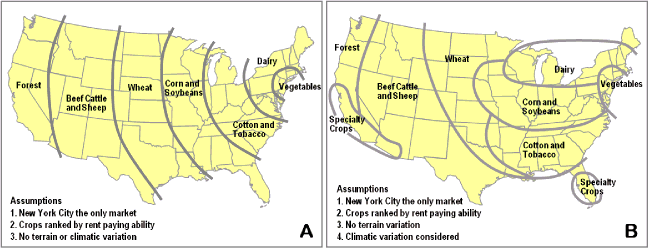 Forest
Beef Cattle
and Sheep
Wheat
Corn and
Soybeans
Dairy
Vegetables
Cotton and
Tobacco
Assumptions
1. New York City the only market
2. Crops ranked by rent paying ability
3. No terrain or climatic variation
A
Forest
Specialty
Crops
Beef Cattle
and Sheep
Wheat
Dairy
Vegetables
Corn and
Soybeans
Cotton and
Tobacco
Specialty
Crops
Assumptions
1. New York City the only market
2. Crops ranked by rent paying ability
3. No terrain variation
4. Climatic variation considered
B